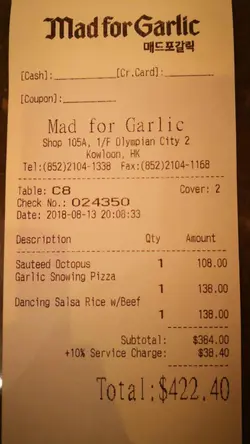 Mad for Garlic
매드포갈릭
[Cash]:__________ [Cr.Card]:________
[Coupon]:_________
Mad for Garlic
Shop 105A, 1/F Olympian City 2
Kowloon, HK
Tel:(852)2104-1338 Fax:(852)2104-1168
Table: C8 Cover: 2
Check No.: 024350
Date: 2018-08-13 20:08:33
Description Qty Amount
Sauteed Octopus 1 108.00
Garlic Snowing Pizza
1 138.00
Dancing Salsa Rice w/Beef
1 138.00
Subtotal: $384.00
+10% Service Charge: $38.40
Total:$422.40